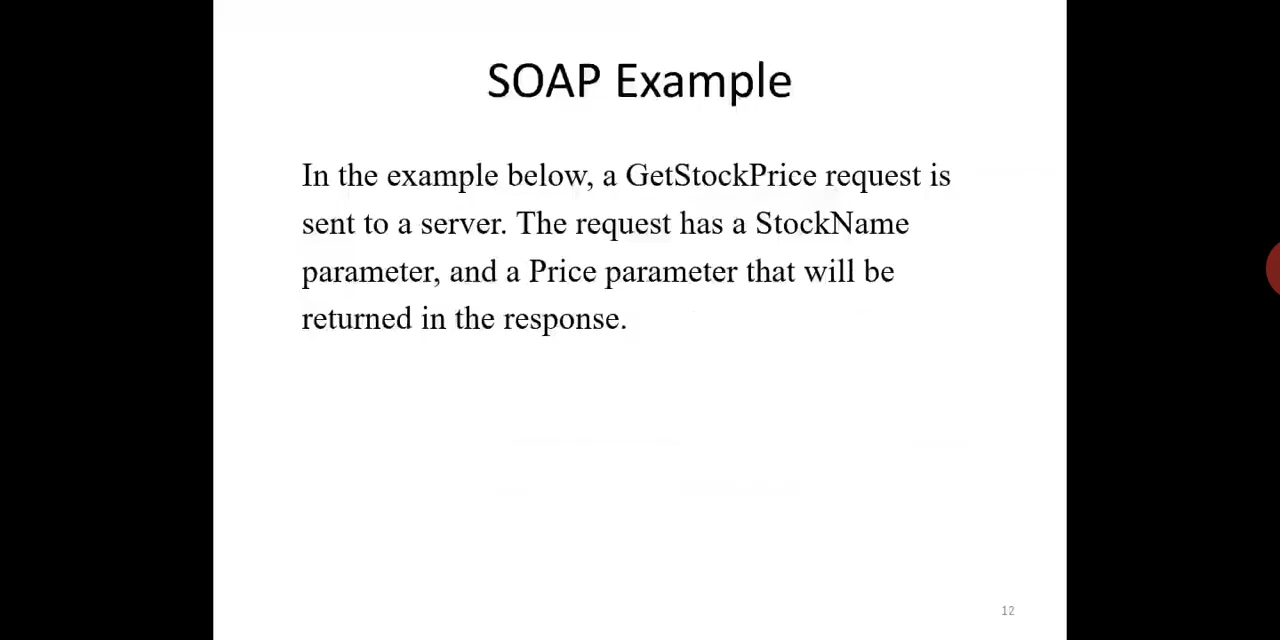 SOAP Example
In the example below, a GetStockPrice request is
sent to a server. The request has a StockName
parameter, and a Price parameter that will be
returned in the response.
12